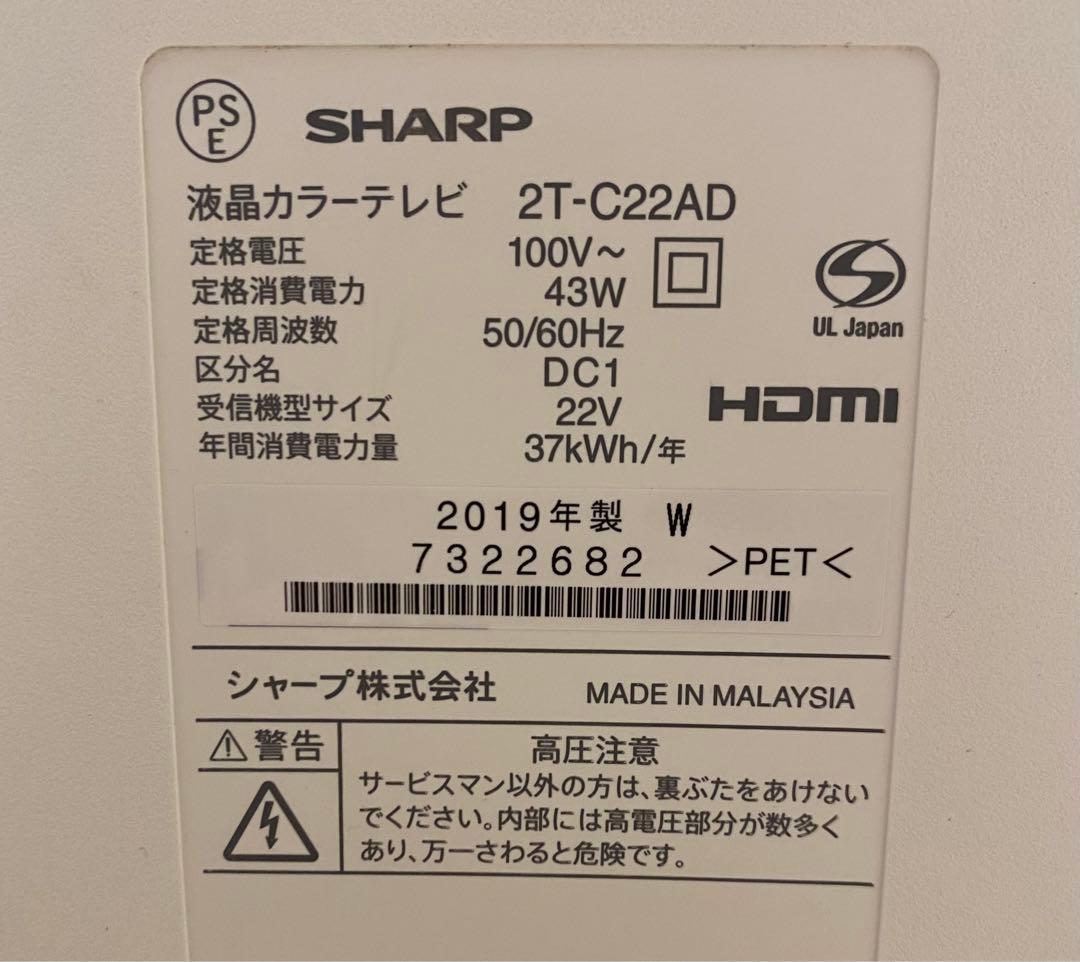 PS
E
SHARP
液晶カラーテレビ 2T-C22AD
定格電圧 100V～
定格消費電力 43W
定格周波数 50/60Hz
区分名 DC1
受信機型サイズ 22V
年間消費電力量 37kWh/年
UL Japan
HDMI
2019年製 W
7322682 >PET<
シャープ株式会社 MADE IN MALAYSIA
警告
高圧注意
サービスマン以外の方は、裏ぶたをあけない
でください。内部には高電圧部分が数多く
あり、万一さわると危険です。